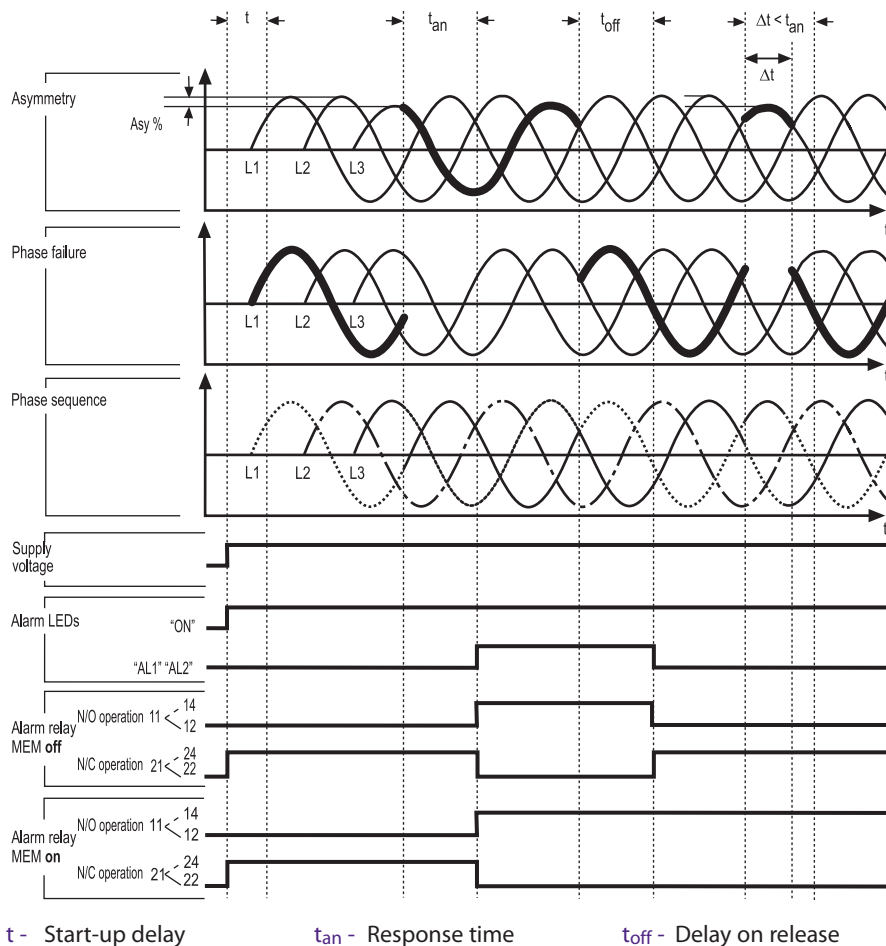 t
tan
toff
Δt < tan
Δt
Asymmetry
Asy %
L1
L2
L3
t
Phase failure
L1
L2
L3
t
Phase sequence
L1
L2
L3
t
Supply
voltage
Alarm LEDs
“ON”
“AL1” “AL2”
Alarm relay
MEM off
N/O operation 11 14
12
N/C operation 21 24
22
Alarm relay
MEM on
N/O operation 11 14
12
N/C operation 21 24
22
t - Start-up delay
tan - Response time
toff - Delay on release